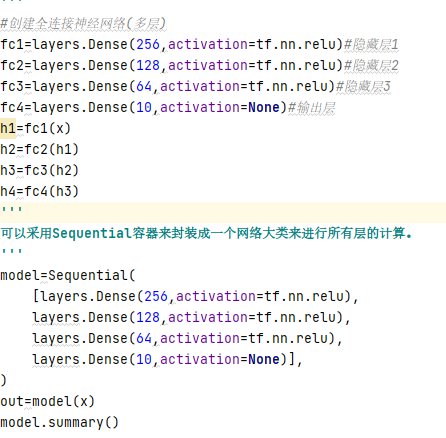 '''
#创建全连接神经网络(多层)
fc1=layers.Dense(256,activation=tf.nn.relu)#隐藏层1
fc2=layers.Dense(128,activation=tf.nn.relu)#隐藏层2
fc3=layers.Dense(64,activation=tf.nn.relu)#隐藏层3
fc4=layers.Dense(10,activation=None)#输出层
h1=fc1(x)
h2=fc2(h1)
h3=fc3(h2)
h4=fc4(h3)
'''
可以采用Sequential容器来封装成一个网络大类来进行所有层的计算。
'''
model=Sequential(
    [layers.Dense(256,activation=tf.nn.relu),
    layers.Dense(128,activation=tf.nn.relu),
    layers.Dense(64,activation=tf.nn.relu),
    layers.Dense(10,activation=None)],
)
out=model(x)
model.summary()